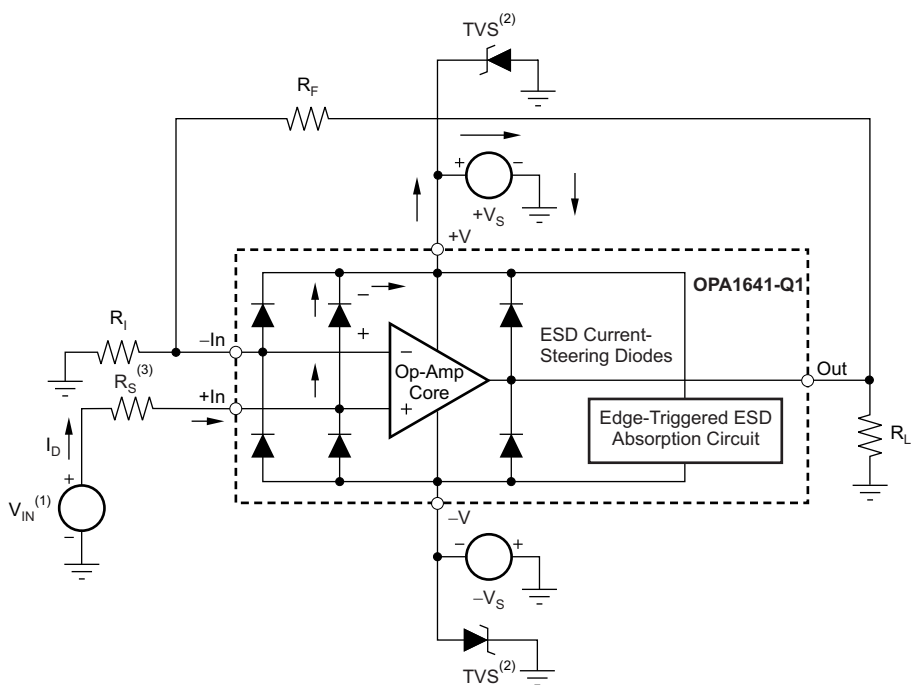 TVS(2)
RF
+ −
+VS
+V
OPA1641-Q1
−
+
RI
−In
ESD Current-
Steering Diodes
Op-Amp
Core
−
+
Out
RS(3)
+In
Edge-Triggered ESD
Absorption Circuit
RL
ID
+
VIN(1)
−
−V
− +
−VS
TVS(2)